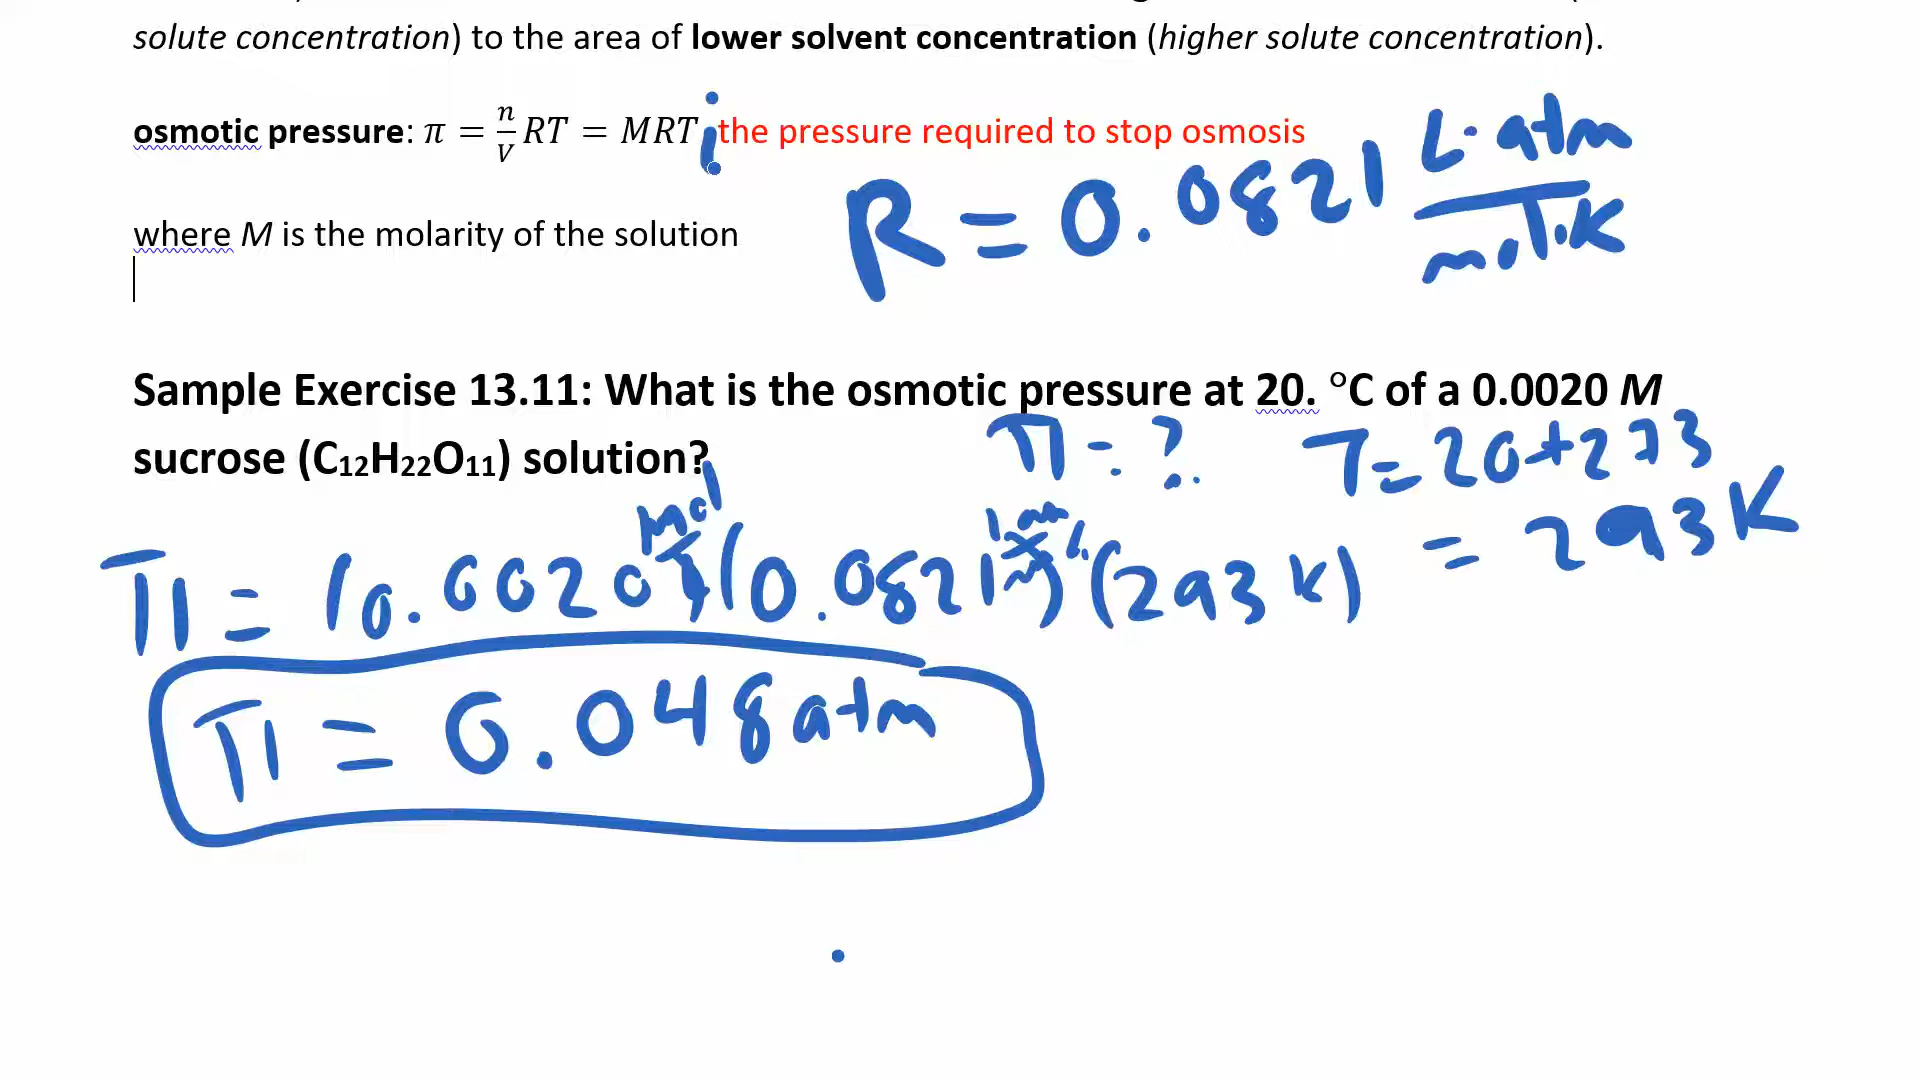 solute concentration) to the area of lower solvent concentration (higher solute concentration).
osmotic pressure: π = n/V RT = MRT i the pressure required to stop osmosis
R = 0.0821 L·atm/mol·K
where M is the molarity of the solution
Sample Exercise 13.11: What is the osmotic pressure at 20. °C of a 0.0020 M
sucrose (C₁₂H₂₂O₁₁) solution?
π = ? T = 20+273
= 293K
π = (0.0020 mol/L)(0.0821)(293K)
π = 0.048 atm